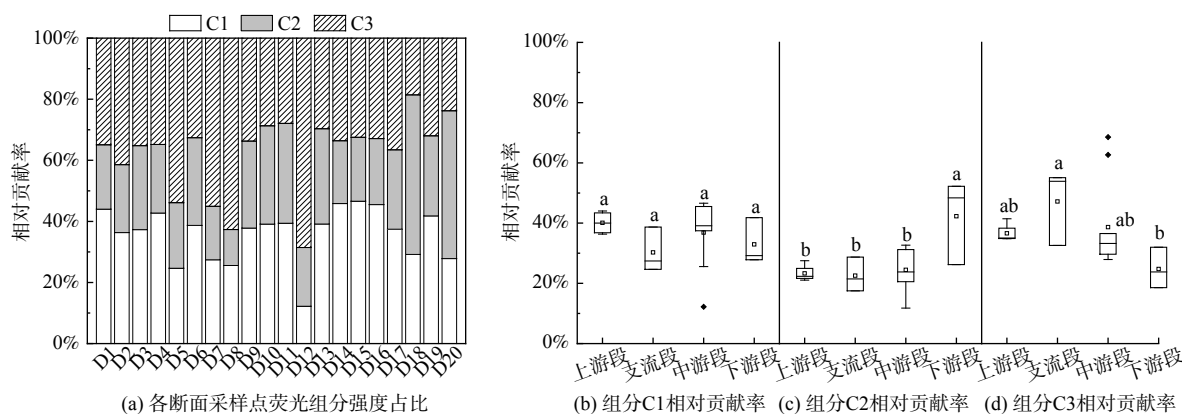 C1 C2 C3
相对贡献率
100%
80%
60%
40%
20%
0%
D1 D2 D3 D4 D5 D6 D7 D8 D9 D10 D11 D12 D13 D14 D15 D16 D17 D18 D19 D20
(a) 各断面采样点荧光组分强度占比
相对贡献率
100%
80%
60%
40%
20%
0%
a a a a
b b b a
ab a ab b
上游段 支流段 中游段 下游段 上游段 支流段 中游段 下游段 上游段 支流段 中游段 下游段
(b) 组分C1相对贡献率 (c) 组分C2相对贡献率 (d) 组分C3相对贡献率